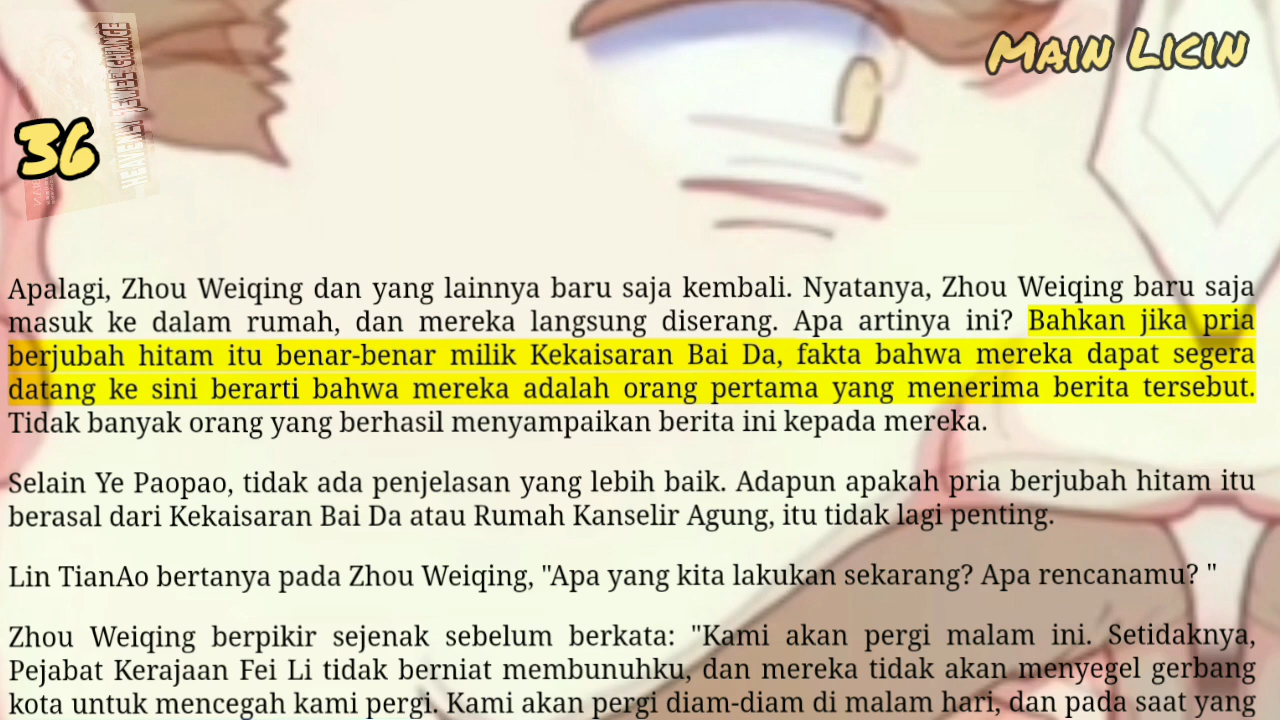 Main Licin
36
HEAVENLY JEWEL CHANGE
Apalagi, Zhou Weiqing dan yang lainnya baru saja kembali. Nyatanya, Zhou Weiqing baru saja
masuk ke dalam rumah, dan mereka langsung diserang. Apa artinya ini? Bahkan jika pria
berjubah hitam itu benar-benar milik Kekaisaran Bai Da, fakta bahwa mereka dapat segera
datang ke sini berarti bahwa mereka adalah orang pertama yang menerima berita tersebut.
Tidak banyak orang yang berhasil menyampaikan berita ini kepada mereka.
Selain Ye Paopao, tidak ada penjelasan yang lebih baik. Adapun apakah pria berjubah hitam itu
berasal dari Kekaisaran Bai Da atau Rumah Kanselir Agung, itu tidak lagi penting.
Lin TianAo bertanya pada Zhou Weiqing, "Apa yang kita lakukan sekarang? Apa rencanamu? "
Zhou Weiqing berpikir sejenak sebelum berkata: "Kami akan pergi malam ini. Setidaknya,
Pejabat Kerajaan Fei Li tidak berniat membunuhku, dan mereka tidak akan menyegel gerbang
kota untuk mencegah kami pergi. Kami akan pergi diam-diam di malam hari, dan pada saat yang